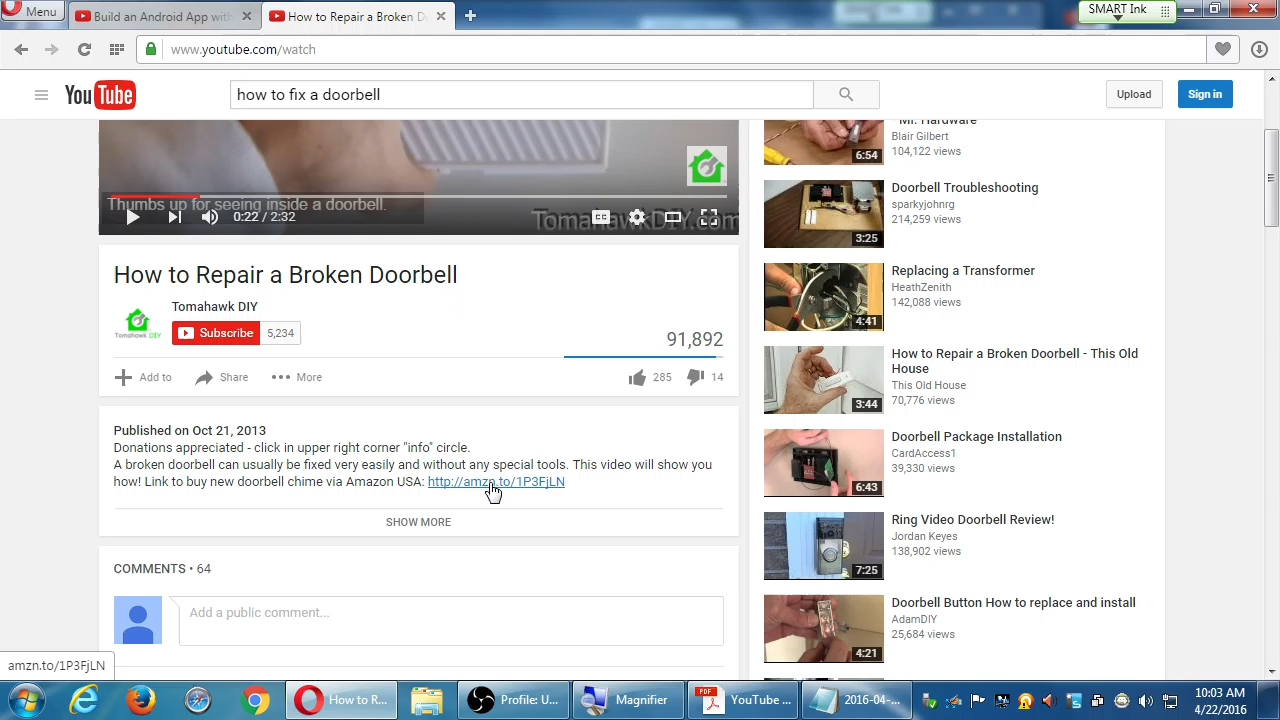 Menu
Build an Android App with
How to Repair a Broken D
SMART Ink
www.youtube.com/watch
YouTube
how to fix a doorbell
Upload
Sign in
Thumbs up for seeing inside a doorbell.
0:22 / 2:32
CC
TomahawkDIY.com
How to Repair a Broken Doorbell
Tomahawk DIY
Tomahawk DIY
Subscribe
5,234
91,892
Add to
Share
More
285
14
Published on Oct 21, 2013
Donations appreciated - click in upper right corner "info" circle.
A broken doorbell can usually be fixed very easily and without any special tools. This video will show you
how! Link to buy new doorbell chime via Amazon USA: http://amzn.to/1P3FjLN
SHOW MORE
COMMENTS • 64
Add a public comment...
amzn.to/1P3FjLN
Mr. Hardware
Blair Gilbert
104,122 views
6:54
Doorbell Troubleshooting
sparkyjohnrg
214,259 views
3:25
Replacing a Transformer
HeathZenith
142,088 views
4:41
How to Repair a Broken Doorbell - This Old
House
This Old House
70,776 views
3:44
Doorbell Package Installation
CardAccess1
39,330 views
6:43
Ring Video Doorbell Review!
Jordan Keyes
138,902 views
7:25
Doorbell Button How to replace and install
AdamDIY
25,684 views
4:21
How to R...
Profile: U...
Magnifier
PDF
YouTube ...
2016-04-...
10:03 AM
4/22/2016